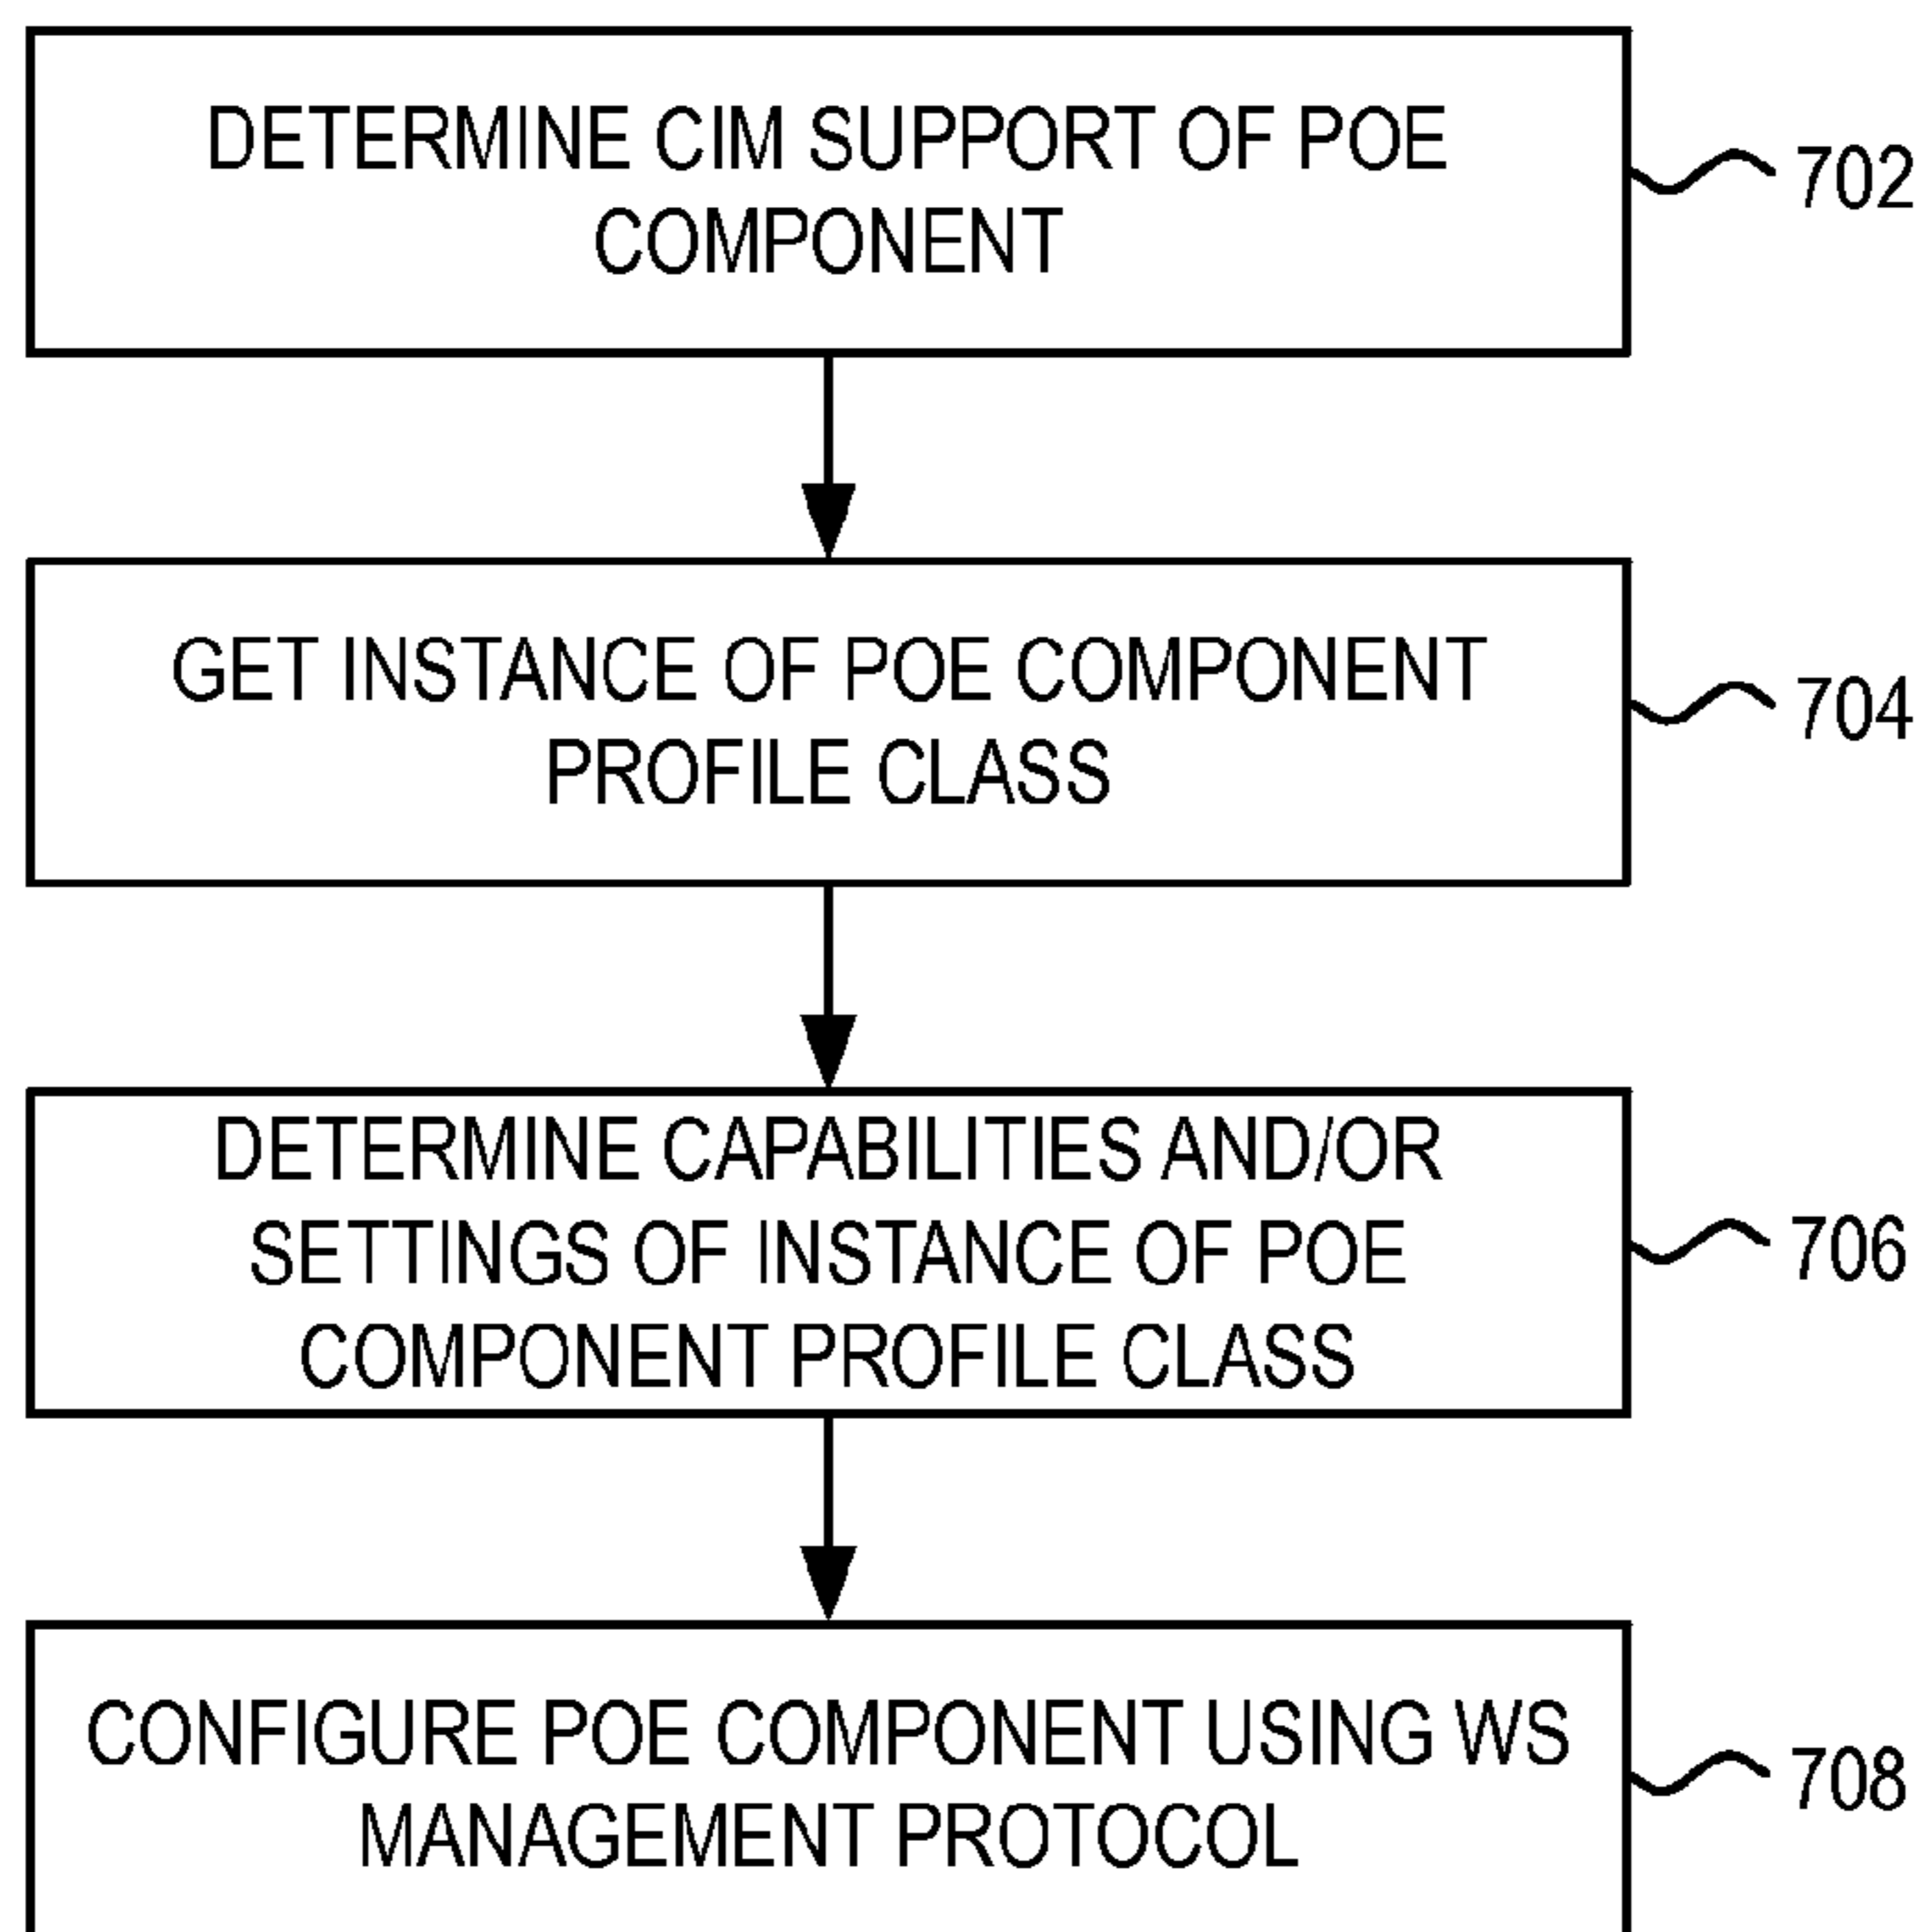 DETERMINE CIM SUPPORT OF POE
COMPONENT
702
GET INSTANCE OF POE COMPONENT
PROFILE CLASS
704
DETERMINE CAPABILITIES AND/OR
SETTINGS OF INSTANCE OF POE
COMPONENT PROFILE CLASS
706
CONFIGURE POE COMPONENT USING WS
MANAGEMENT PROTOCOL
708